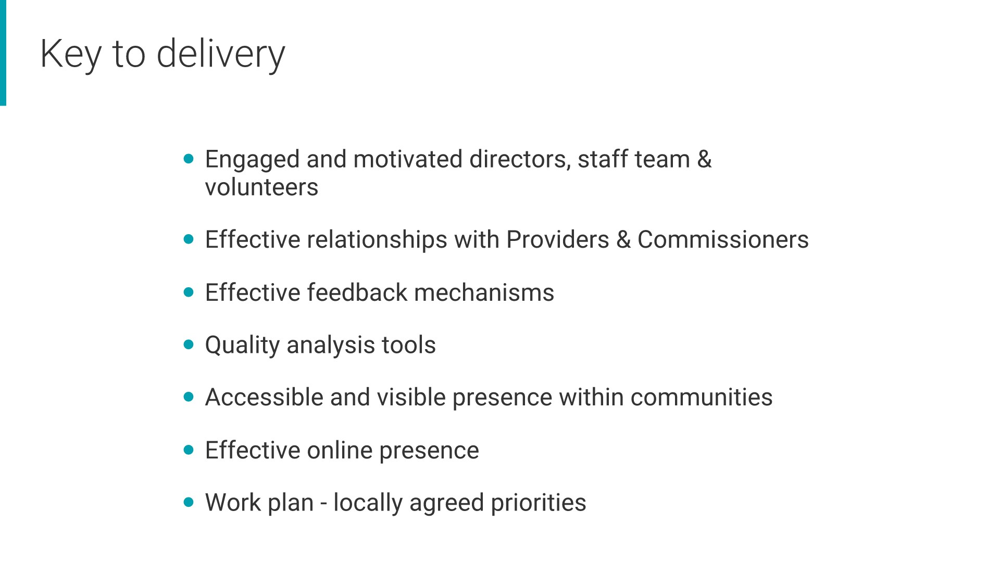 Key to delivery
Engaged and motivated directors, staff team &
volunteers
Effective relationships with Providers & Commissioners
Effective feedback mechanisms
Quality analysis tools
Accessible and visible presence within communities
Effective online presence
Work plan - locally agreed priorities